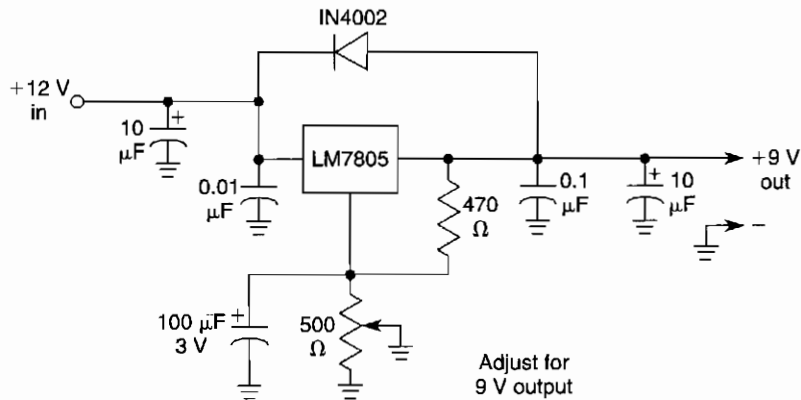 IN4002
+12 V
in
+
10
μF
LM7805
+9 V
out
0.01
μF
470
Ω
0.1
μF
+
10
μF
–
100 μF
3 V
+
500
Ω
Adjust for
9 V output